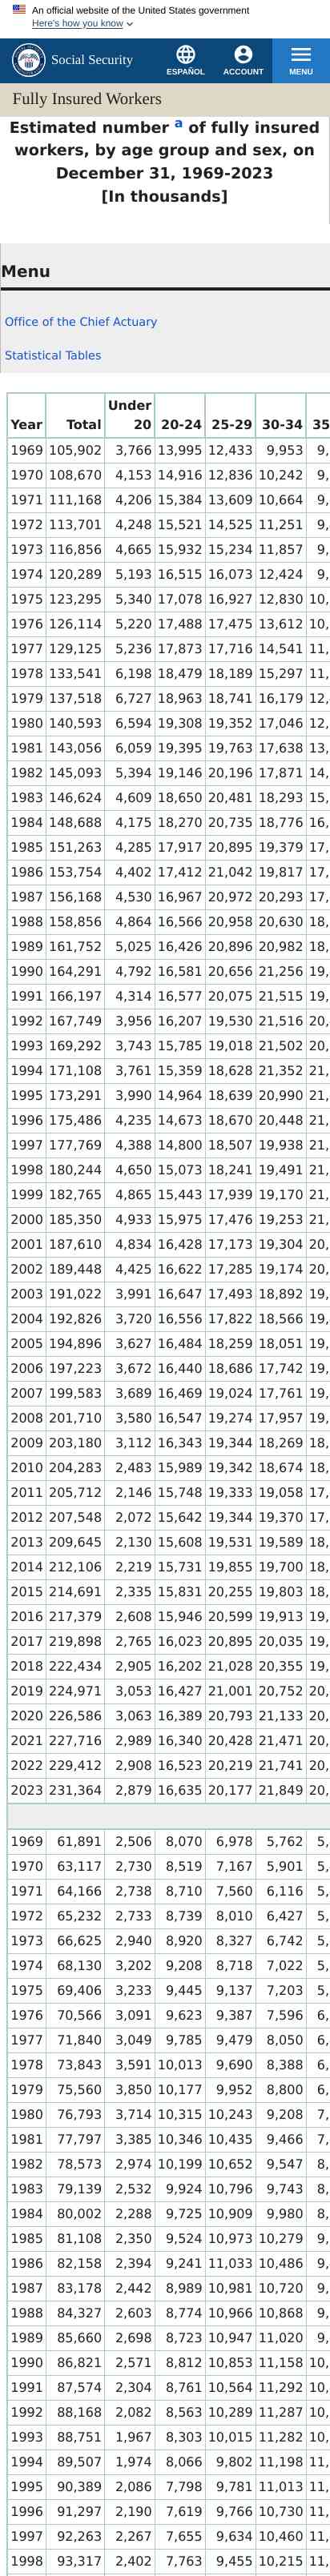 An official website of the United States government
Here's how you know
Social Security
ESPAÑOL
ACCOUNT
MENU
Fully Insured Workers
Estimated number a of fully insured
workers, by age group and sex, on
December 31, 1969-2023
[In thousands]
Menu
Office of the Chief Actuary
Statistical Tables
Under
Year Total 20 20-24 25-29 30-34 35
1969 105,902 3,766 13,995 12,433 9,953 9,
1970 108,670 4,153 14,916 12,836 10,242 9,
1971 111,168 4,206 15,384 13,609 10,664 9,
1972 113,701 4,248 15,521 14,525 11,251 9,
1973 116,856 4,665 15,932 15,234 11,857 9,
1974 120,289 5,193 16,515 16,073 12,424 9,
1975 123,295 5,340 17,078 16,927 12,830 10,
1976 126,114 5,220 17,488 17,475 13,612 10,
1977 129,125 5,236 17,873 17,716 14,541 11,
1978 133,541 6,198 18,479 18,189 15,297 11,
1979 137,518 6,727 18,963 18,741 16,179 12,
1980 140,593 6,594 19,308 19,352 17,046 12,
1981 143,056 6,059 19,395 19,763 17,638 13,
1982 145,093 5,394 19,146 20,196 17,871 14,
1983 146,624 4,609 18,650 20,481 18,293 15,
1984 148,688 4,175 18,270 20,735 18,776 16,
1985 151,263 4,285 17,917 20,895 19,379 17,
1986 153,754 4,402 17,412 21,042 19,817 17,
1987 156,168 4,530 16,967 20,972 20,293 17,
1988 158,856 4,864 16,566 20,958 20,630 18,
1989 161,752 5,025 16,426 20,896 20,982 18,
1990 164,291 4,792 16,581 20,656 21,256 19,
1991 166,197 4,314 16,577 20,075 21,515 19,
1992 167,749 3,956 16,207 19,530 21,516 20,
1993 169,292 3,743 15,785 19,018 21,502 20,
1994 171,108 3,761 15,359 18,628 21,352 21,
1995 173,291 3,990 14,964 18,639 20,990 21,
1996 175,486 4,235 14,673 18,670 20,448 21,
1997 177,769 4,388 14,800 18,507 19,938 21,
1998 180,244 4,650 15,073 18,241 19,491 21,
1999 182,765 4,865 15,443 17,939 19,170 21,
2000 185,350 4,933 15,975 17,476 19,253 21,
2001 187,610 4,834 16,428 17,173 19,304 20,
2002 189,448 4,425 16,622 17,285 19,174 20,
2003 191,022 3,991 16,647 17,493 18,892 19,
2004 192,826 3,720 16,556 17,822 18,566 19,
2005 194,896 3,627 16,484 18,259 18,051 19,
2006 197,223 3,672 16,440 18,686 17,742 19,
2007 199,583 3,689 16,469 19,024 17,761 19,
2008 201,710 3,580 16,547 19,274 17,957 19,
2009 203,180 3,112 16,343 19,344 18,269 18,
2010 204,283 2,483 15,989 19,342 18,674 18,
2011 205,712 2,146 15,748 19,333 19,058 17,
2012 207,548 2,072 15,642 19,344 19,370 17,
2013 209,645 2,130 15,608 19,531 19,589 18,
2014 212,106 2,219 15,731 19,855 19,700 18,
2015 214,691 2,335 15,831 20,255 19,803 18,
2016 217,379 2,608 15,946 20,599 19,913 19,
2017 219,898 2,765 16,023 20,895 20,035 19,
2018 222,434 2,905 16,202 21,028 20,355 19,
2019 224,971 3,053 16,427 21,001 20,752 20,
2020 226,586 3,063 16,389 20,793 21,133 20,
2021 227,716 2,989 16,340 20,428 21,471 20,
2022 229,412 2,908 16,523 20,219 21,741 20,
2023 231,364 2,879 16,635 20,177 21,849 20,
1969 61,891 2,506 8,070 6,978 5,762 5,
1970 63,117 2,730 8,519 7,167 5,901 5,
1971 64,166 2,738 8,710 7,560 6,116 5,
1972 65,232 2,733 8,739 8,010 6,427 5,
1973 66,625 2,940 8,920 8,327 6,742 5,
1974 68,130 3,202 9,208 8,718 7,022 5,
1975 69,406 3,233 9,445 9,137 7,203 5,
1976 70,566 3,091 9,623 9,387 7,596 6,
1977 71,840 3,049 9,785 9,479 8,050 6,
1978 73,843 3,591 10,013 9,690 8,388 6,
1979 75,560 3,850 10,177 9,952 8,800 6,
1980 76,793 3,714 10,315 10,243 9,208 7,
1981 77,797 3,385 10,346 10,435 9,466 7,
1982 78,573 2,974 10,199 10,652 9,547 8,
1983 79,139 2,532 9,924 10,796 9,743 8,
1984 80,002 2,288 9,725 10,909 9,980 8,
1985 81,108 2,350 9,524 10,973 10,279 9,
1986 82,158 2,394 9,241 11,033 10,486 9,
1987 83,178 2,442 8,989 10,981 10,720 9,
1988 84,327 2,603 8,774 10,966 10,868 9,
1989 85,660 2,698 8,723 10,947 11,020 9,
1990 86,821 2,571 8,812 10,853 11,158 10,
1991 87,574 2,304 8,761 10,564 11,292 10,
1992 88,168 2,082 8,563 10,289 11,287 10,
1993 88,751 1,967 8,303 10,015 11,282 10,
1994 89,507 1,974 8,066 9,802 11,198 11,
1995 90,389 2,086 7,798 9,781 11,013 11,
1996 91,297 2,190 7,619 9,766 10,730 11,
1997 92,263 2,267 7,655 9,634 10,460 11,
1998 93,317 2,402 7,763 9,455 10,215 11,